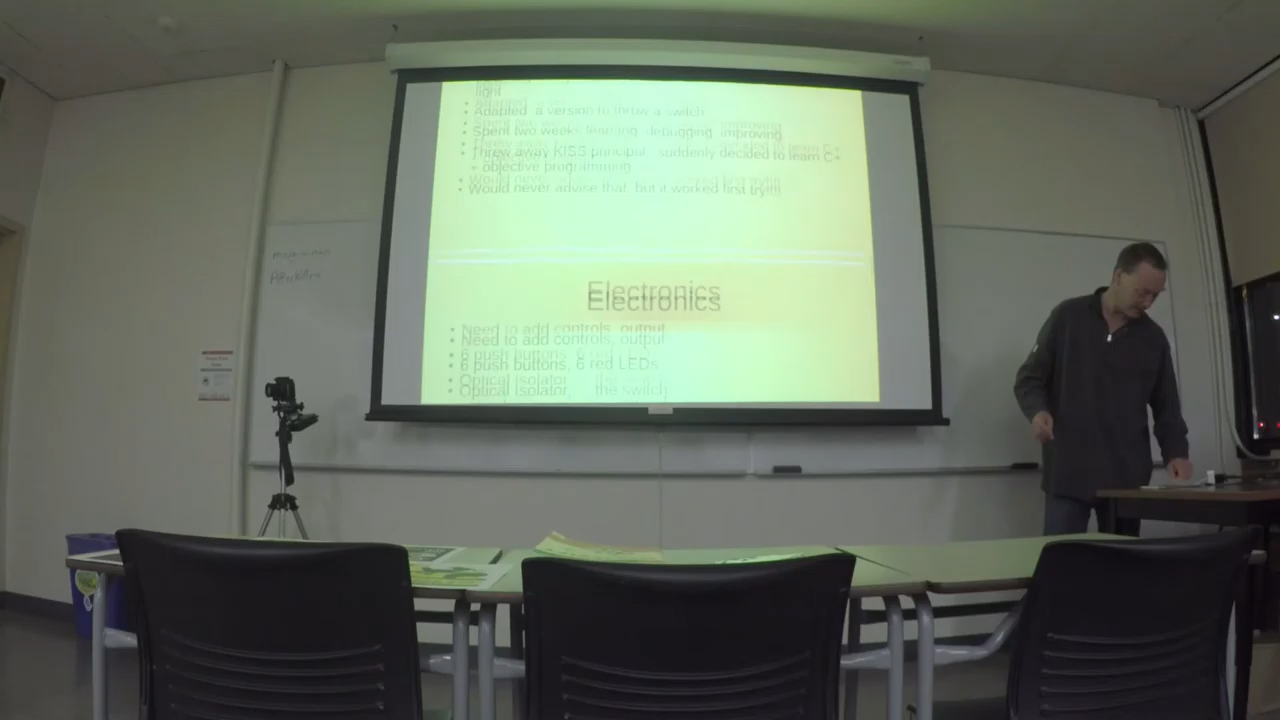 light
• Adapted a version to throw a switch
• Spent two weeks learning, debugging, improving
• Threw away KISS principal, suddenly decided to learn C+
+ objective programming
• Would never advise that, but it worked first try!!!
Electronics
• Need to add controls, output
• 6 push buttons, 6 red LEDs
• Optical Isolator, the switch